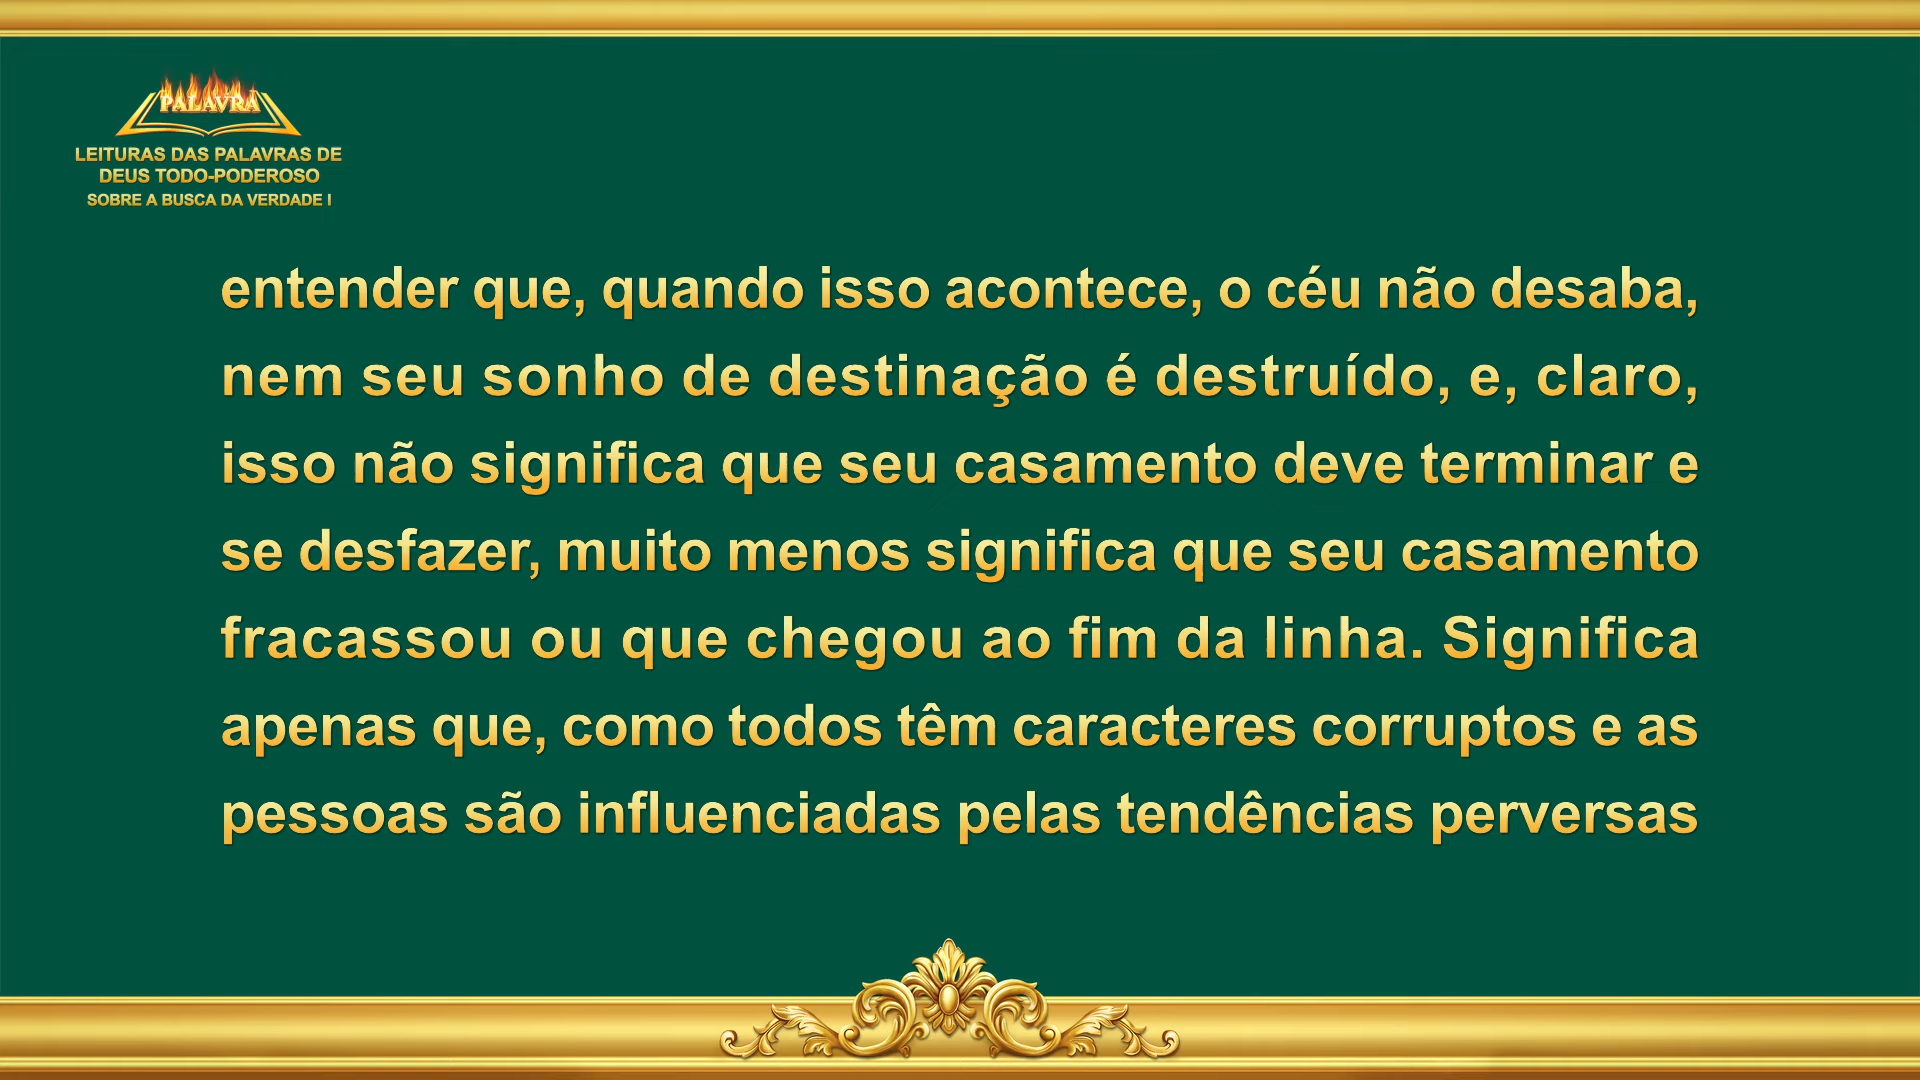 PALAVRA
LEITURAS DAS PALAVRAS DE
DEUS TODO-PODEROSO
SOBRE A BUSCA DA VERDADE I
entender que, quando isso acontece, o céu não desaba,
nem seu sonho de destinação é destruído, e, claro,
isso não significa que seu casamento deve terminar e
se desfazer, muito menos significa que seu casamento
fracassou ou que chegou ao fim da linha. Significa
apenas que, como todos têm caracteres corruptos e as
pessoas são influenciadas pelas tendências perversas